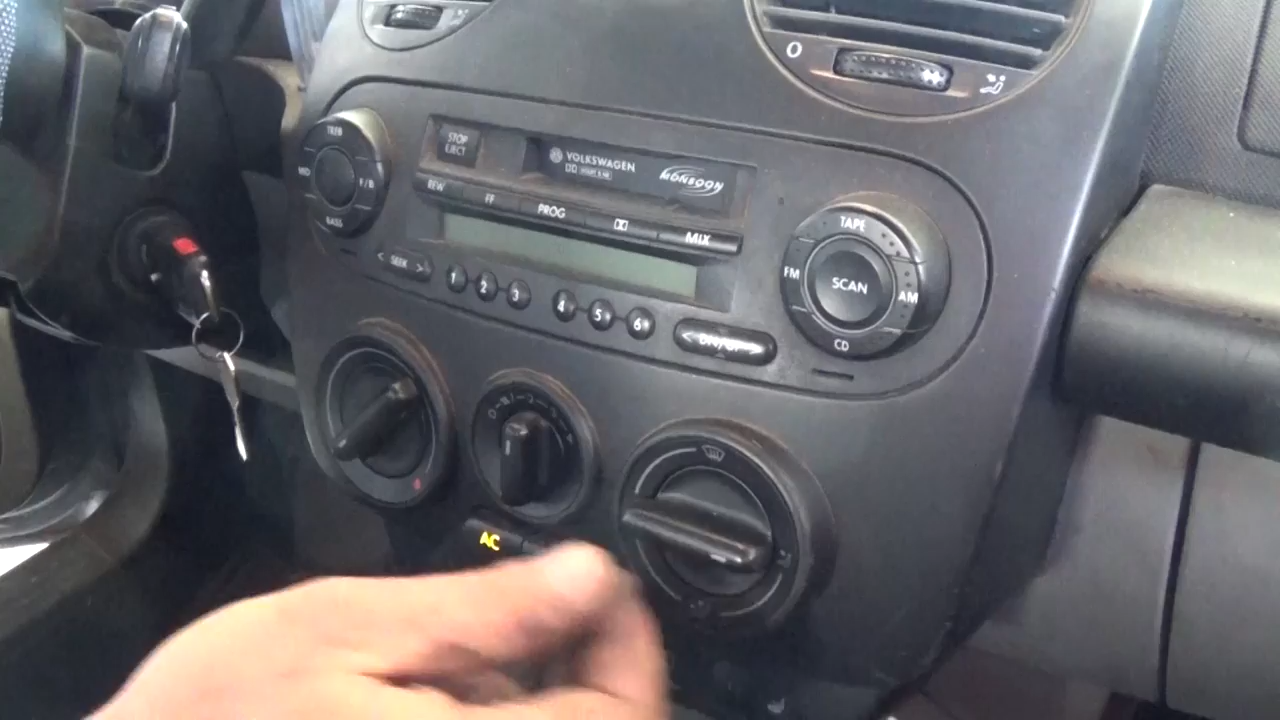 O
TREB
MID
F/B
BASS
STOP
EJECT
VOLKSWAGEN
MONSOON
REW
FF
PROG
MIX
< SEEK >
1
2
3
4
5
6
TAPE
FM
SCAN
AM
CD
AC